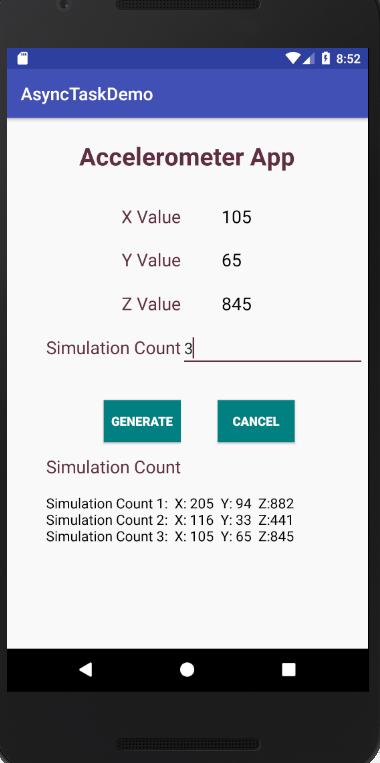 8:52
AsyncTaskDemo
Accelerometer App
X Value 105
Y Value 65
Z Value 845
Simulation Count 3
GENERATE CANCEL
Simulation Count
Simulation Count 1: X: 205 Y: 94 Z:882
Simulation Count 2: X: 116 Y: 33 Z:441
Simulation Count 3: X: 105 Y: 65 Z:845